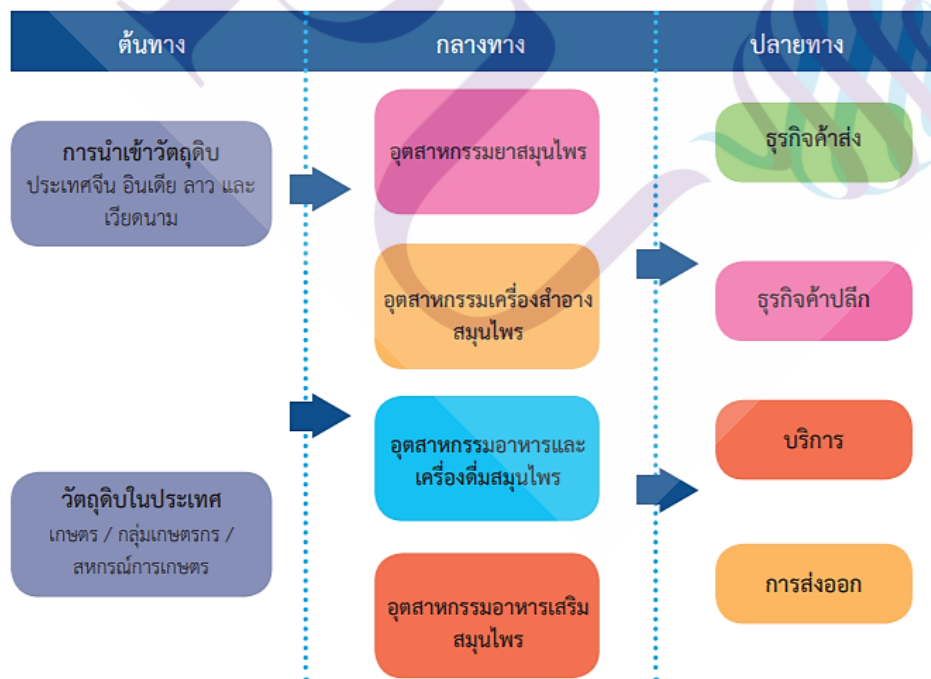 ต้นทาง
กลางทาง
ปลายทาง
การนำเข้าวัตถุดิบ
ประเทศจีน อินเดีย ลาว และ
เวียดนาม
วัตถุดิบในประเทศ
เกษตร / กลุ่มเกษตรกร /
สหกรณ์การเกษตร
อุตสาหกรรมยาสมุนไพร
อุตสาหกรรมเครื่องสำอาง
สมุนไพร
อุตสาหกรรมอาหารและ
เครื่องดื่มสมุนไพร
อุตสาหกรรมอาหารเสริม
สมุนไพร
ธุรกิจค้าส่ง
ธุรกิจค้าปลีก
บริการ
การส่งออก